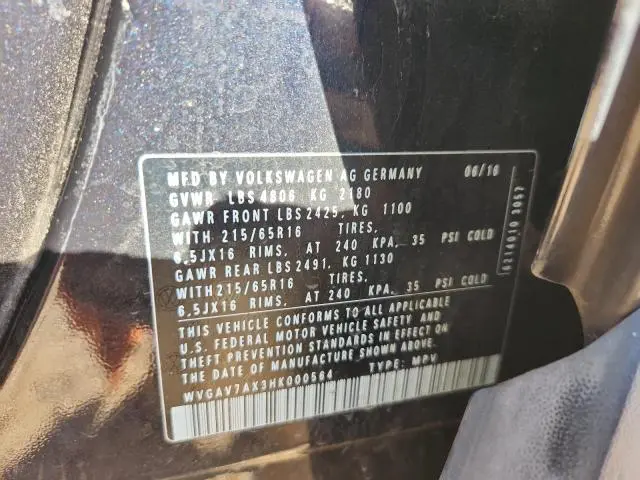 MFD BY VOLKSWAGEN AG GERMANY 06/16
GVWR LBS 4806 KG 2180
GAWR FRONT LBS 2425, KG 1100
WITH 215/65R16 TIRES,
6.5JX16 RIMS, AT 240 KPA, 35 PSI COLD
GAWR REAR LBS 2491, KG 1130
WITH 215/65R16 TIRES,
6.5JX16 RIMS, AT 240 KPA, 35 PSI COLD
THIS VEHICLE CONFORMS TO ALL APPLICABLE
U.S. FEDERAL MOTOR VEHICLE SAFETY AND
THEFT PREVENTION STANDARDS IN EFFECT ON
THE DATE OF MANUFACTURE SHOWN ABOVE.
WVGAV7AX3HK000564 TYPE: MPV